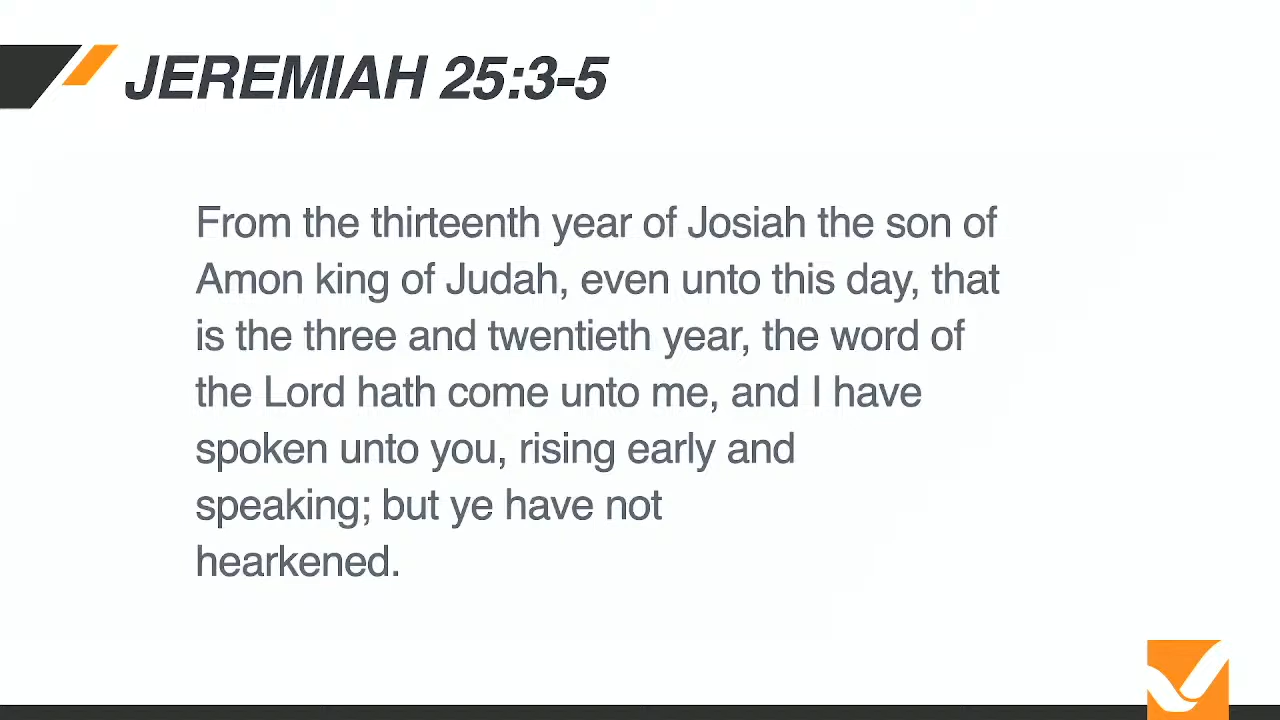 JEREMIAH 25:3-5
From the thirteenth year of Josiah the son of
Amon king of Judah, even unto this day, that
is the three and twentieth year, the word of
the Lord hath come unto me, and I have
spoken unto you, rising early and
speaking; but ye have not
hearkened.